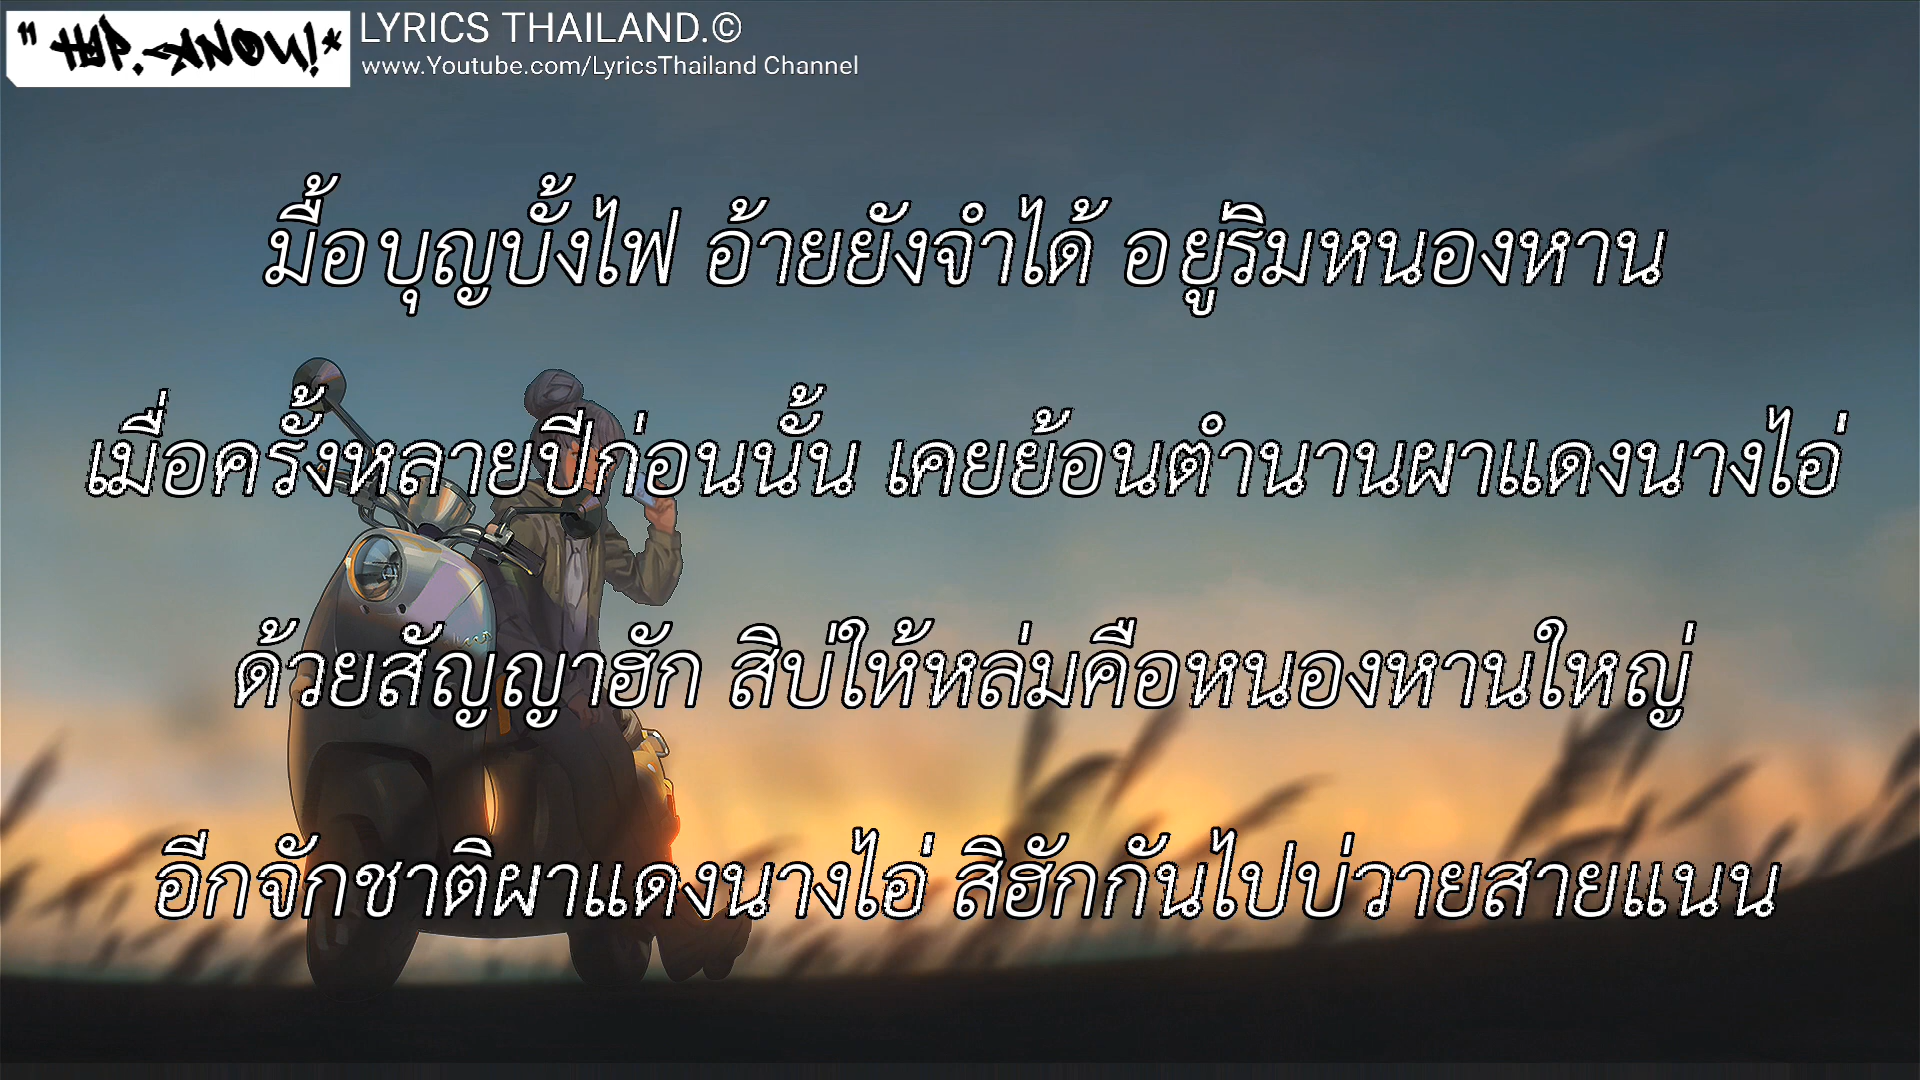 " HYP.-KNOW!*
LYRICS THAILAND.©
www.Youtube.com/LyricsThailand Channel
มื้อบุญบั้งไฟ อ้ายยังจำได้ อยู่ริมหนองหาน
เมื่อครั้งหลายปีก่อนนั้น เคยย้อนตำนานผาแดงนางไอ่
ด้วยสัญญาฮัก สิบ่ให้หล่มคือหนองหานใหญ่
อีกจักชาติผาแดงนางไอ่ สิฮักกันไปบ่วายสายแนน